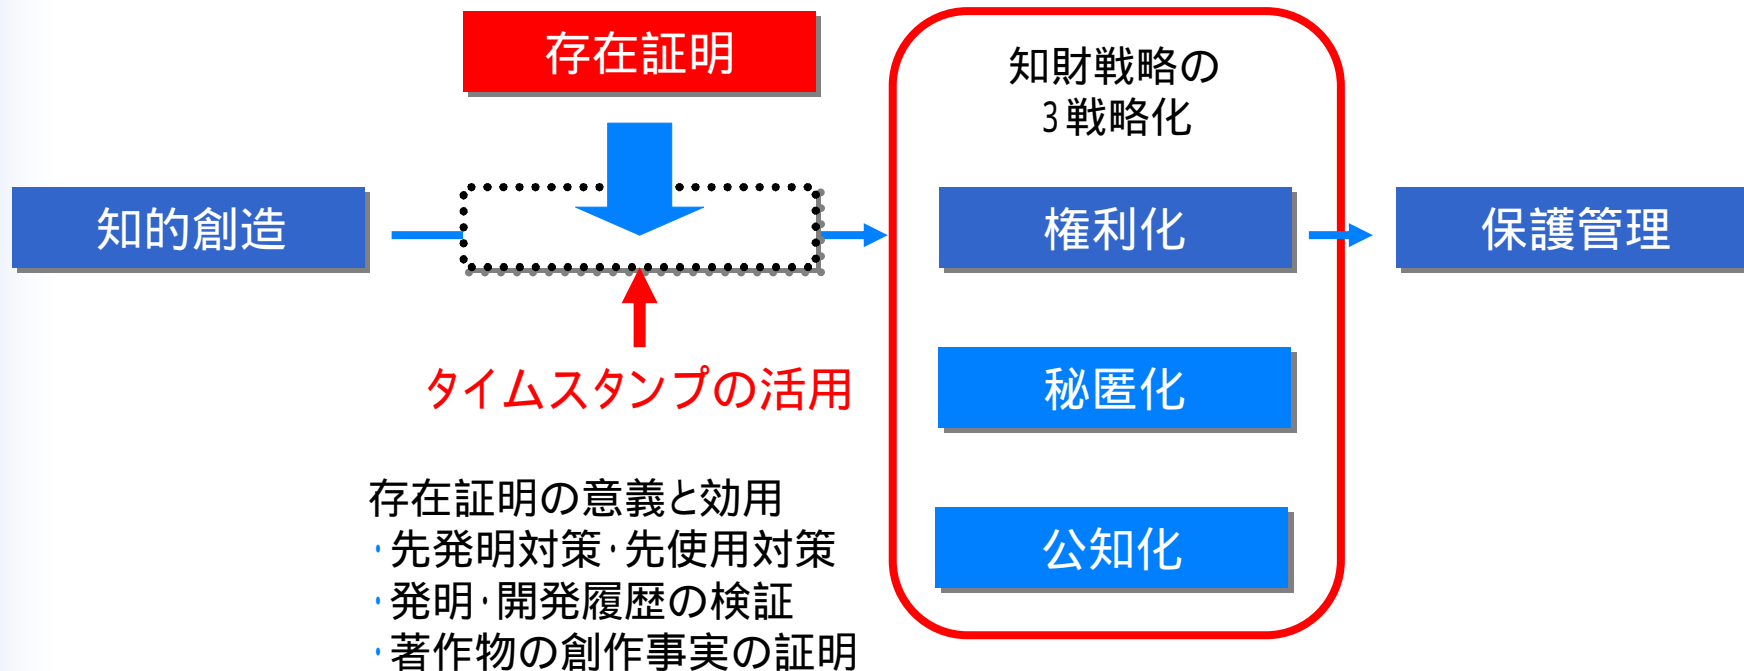 存在証明
知財戦略の
3戦略化
知的創造
権利化
保護管理
タイムスタンプの活用
秘匿化
存在証明の意義と効用
・先発明対策・先使用対策
・発明・開発履歴の検証
・著作物の創作事実の証明
公知化